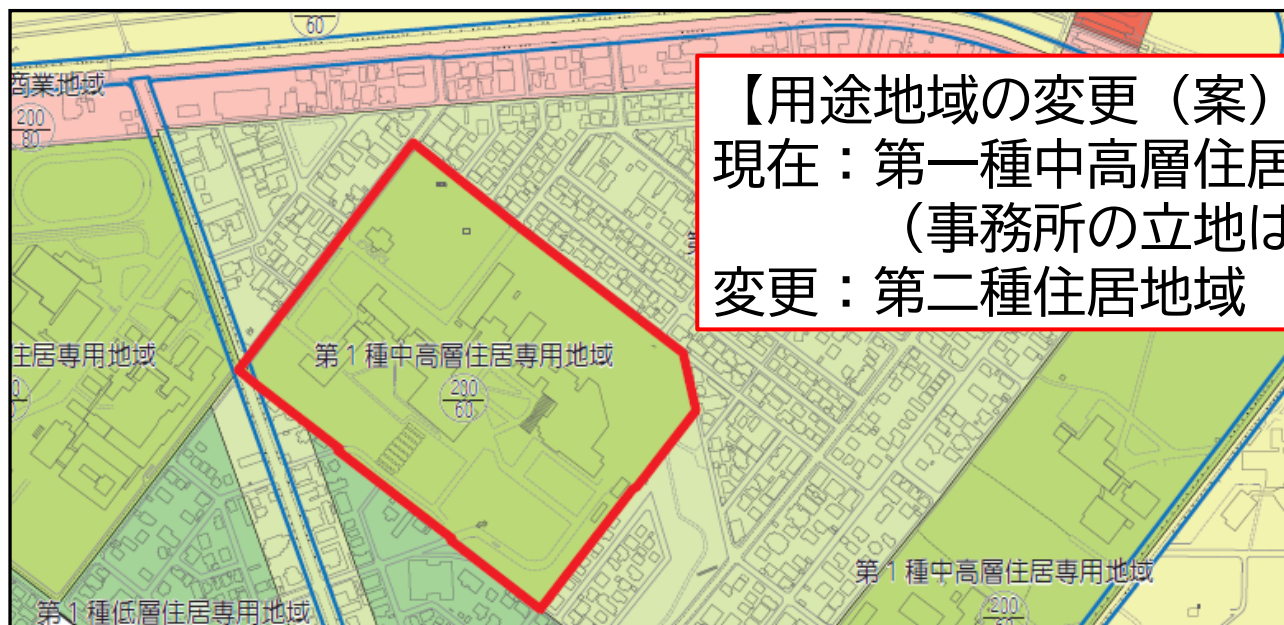 60
商業地域
200
80
【用途地域の変更（案）
現在：第一種中高層住居
（事務所の立地は
変更：第二種住居地域
住居専用地域
第１種中高層住居専用地域
200
60
第１種中高層住居専用地域
200
第１種低層住居専用地域